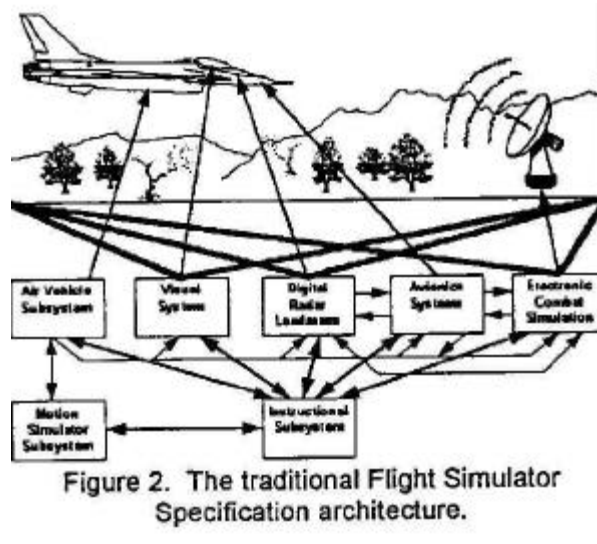 Air Vehicle
Subsystem
Visual
System
Digital
Radar
Landmass
Avionics
Systems
Electronic
Combat
Simulation
Motion
Simulator
Subsystem
Instructional
Subsystem
Figure 2. The traditional Flight Simulator
Specification architecture.